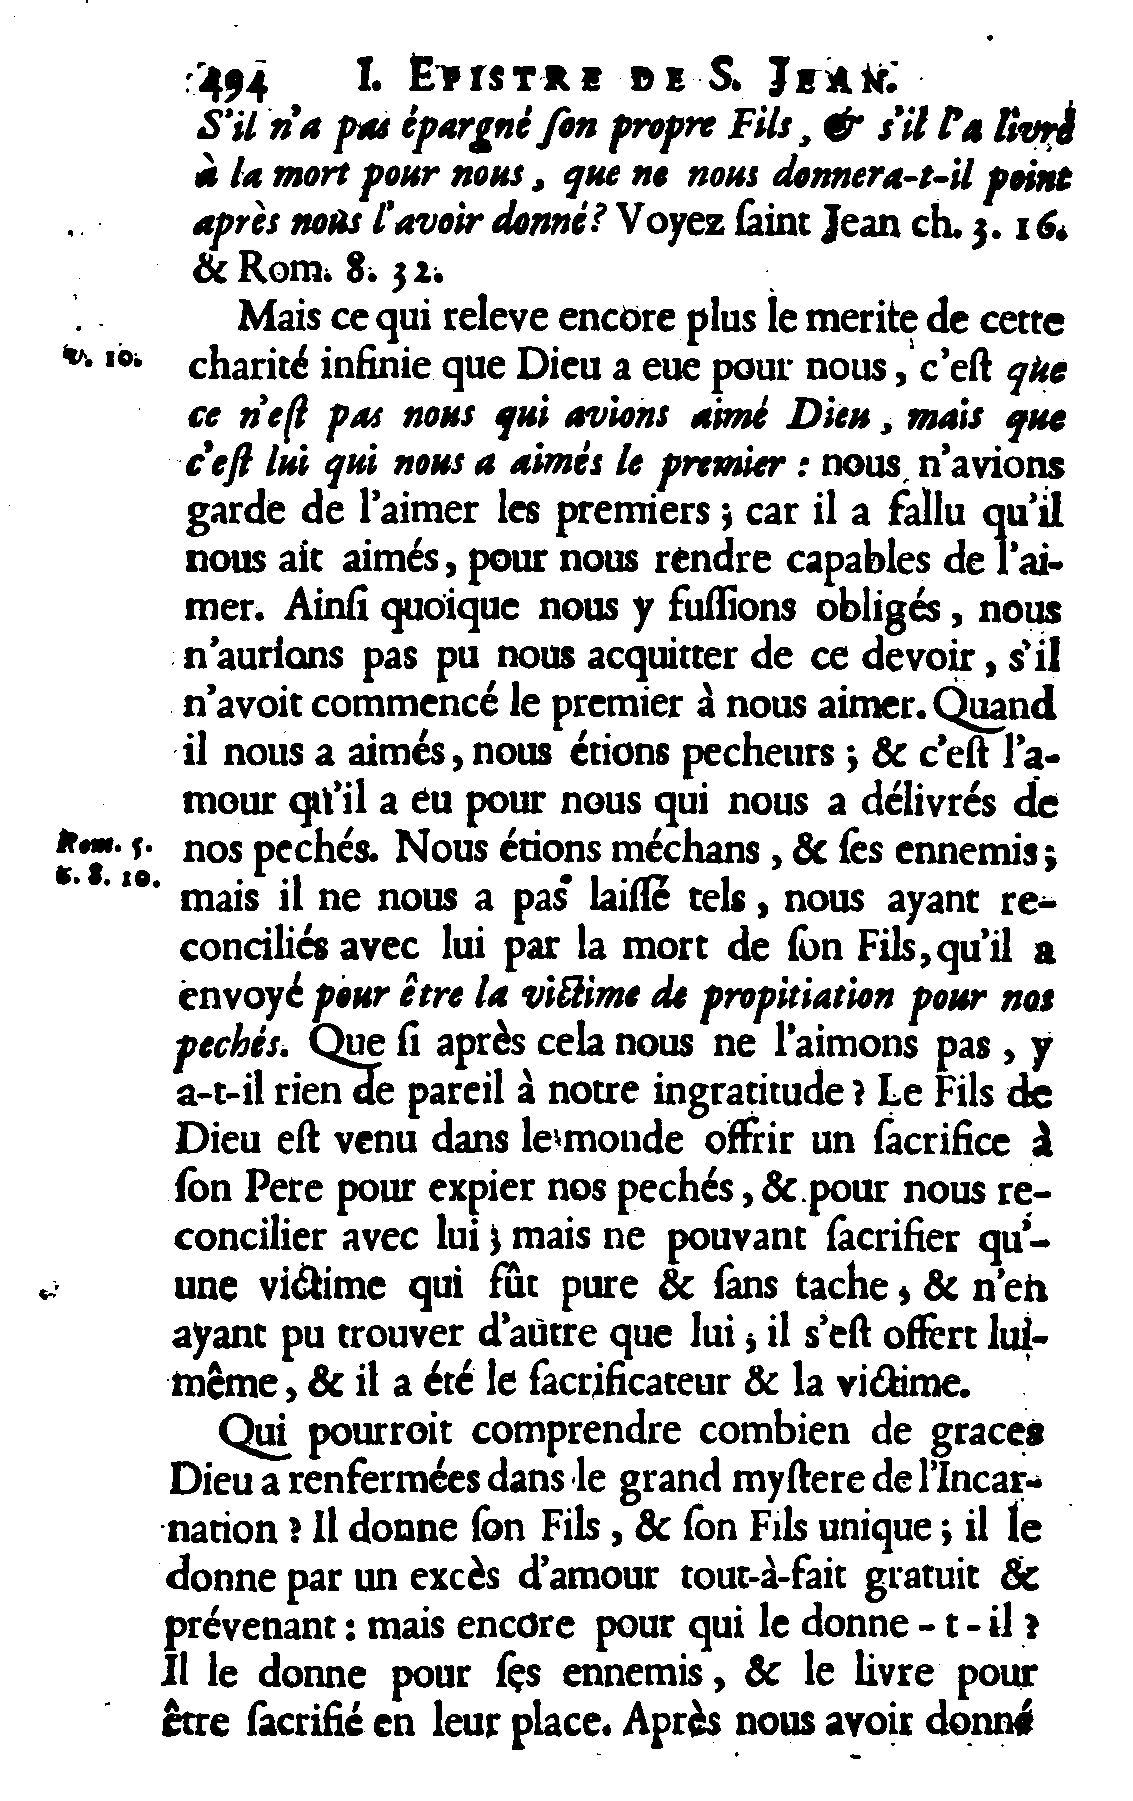 494 I. EPISTRE DE S. JEAN.
S'il n'a pas épargné ſon propre Fils, & s'il l'a livré
à la mort pour nous, que ne nous donnera-t-il point
après nous l'avoir donné? Voyez ſaint Jean ch. 3. 16.
& Rom. 8. 32.
Mais ce qui releve encore plus le merite de cette
v. 10. charité infinie que Dieu a eue pour nous, c'eſt que
ce n'eſt pas nous qui avions aimé Dieu, mais que
c'eſt lui qui nous a aimés le premier : nous n'avions
garde de l'aimer les premiers ; car il a fallu qu'il
nous ait aimés, pour nous rendre capables de l'ai-
mer. Ainſi quoique nous y fuſſions obligés, nous
n'aurions pas pu nous acquitter de ce devoir, s'il
n'avoit commencé le premier à nous aimer. Quand
il nous a aimés, nous étions pecheurs ; & c'eſt l'a-
mour qu'il a eu pour nous qui nous a délivrés de
Rom. 5. nos pechés. Nous étions méchans, & ſes ennemis ;
v. 8. 10. mais il ne nous a pas laiſſé tels, nous ayant re-
conciliés avec lui par la mort de ſon Fils, qu'il a
envoyé pour être la victime de propitiation pour nos
pechés. Que ſi après cela nous ne l'aimons pas, y
a-t-il rien de pareil à notre ingratitude ? Le Fils de
Dieu eſt venu dans le monde offrir un ſacrifice à
ſon Pere pour expier nos pechés, & pour nous re-
concilier avec lui ; mais ne pouvant ſacrifier qu'-
une victime qui fût pure & ſans tache, & n'en
ayant pu trouver d'autre que lui, il s'eſt offert lui-
même, & il a été le ſacrificateur & la victime.
Qui pourroit comprendre combien de graces
Dieu a renfermées dans le grand myſtere de l'Incar-
nation ? Il donne ſon Fils, & ſon Fils unique ; il le
donne par un excès d'amour tout-à-fait gratuit &
prévenant : mais encore pour qui le donne - t - il ?
Il le donne pour ſes ennemis, & le livre pour
être ſacrifié en leur place. Après nous avoir donné